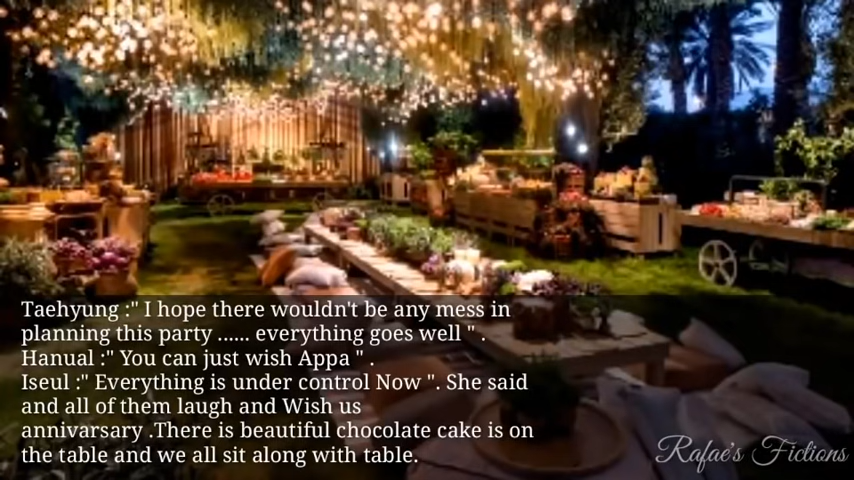 Taehyung :" I hope there wouldn't be any mess in
planning this party ...... everything goes well " .
Hanual :" You can just wish Appa " .
Iseul :" Everything is under control Now ". She said
and all of them laugh and Wish us
annivarsary .There is beautiful chocolate cake is on
the table and we all sit along with table.
Rafae's Fictions